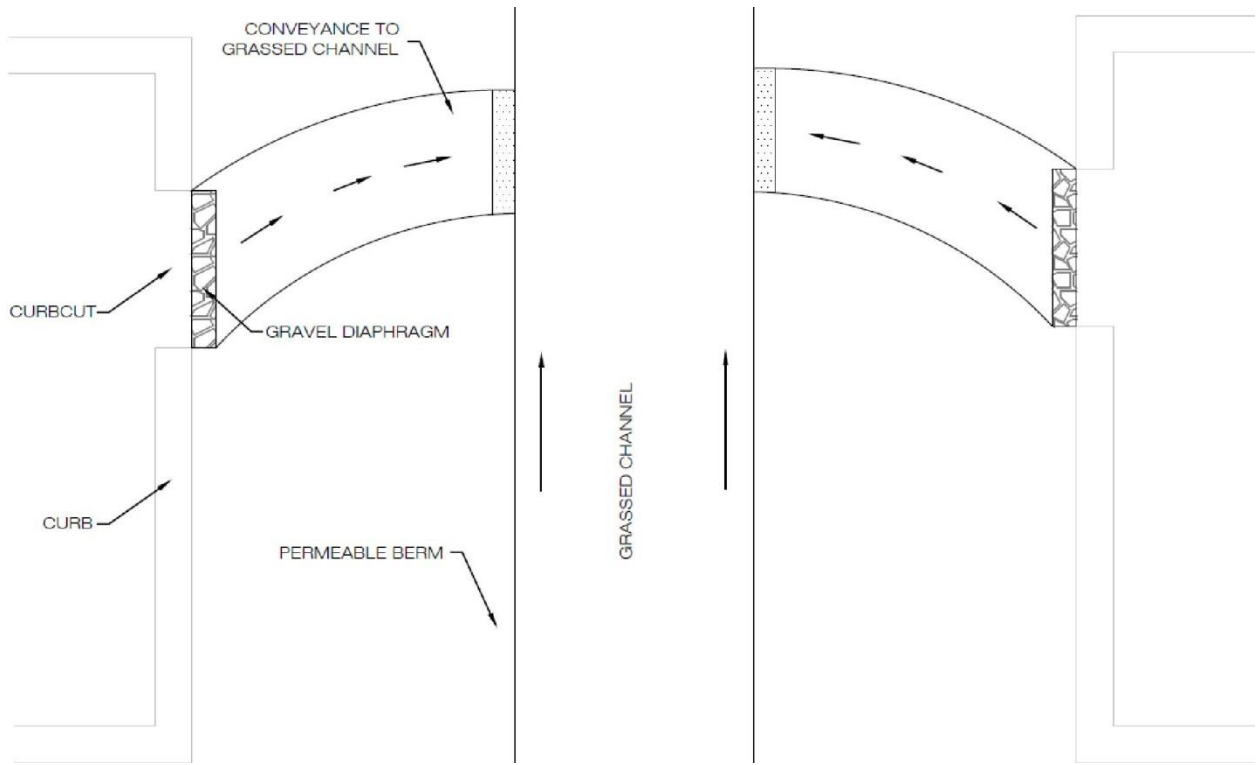 CONVEYANCE TO
GRASSED CHANNEL
CURBCUT
GRAVEL DIAPHRAGM
GRASSED CHANNEL
CURB
PERMEABLE BERM